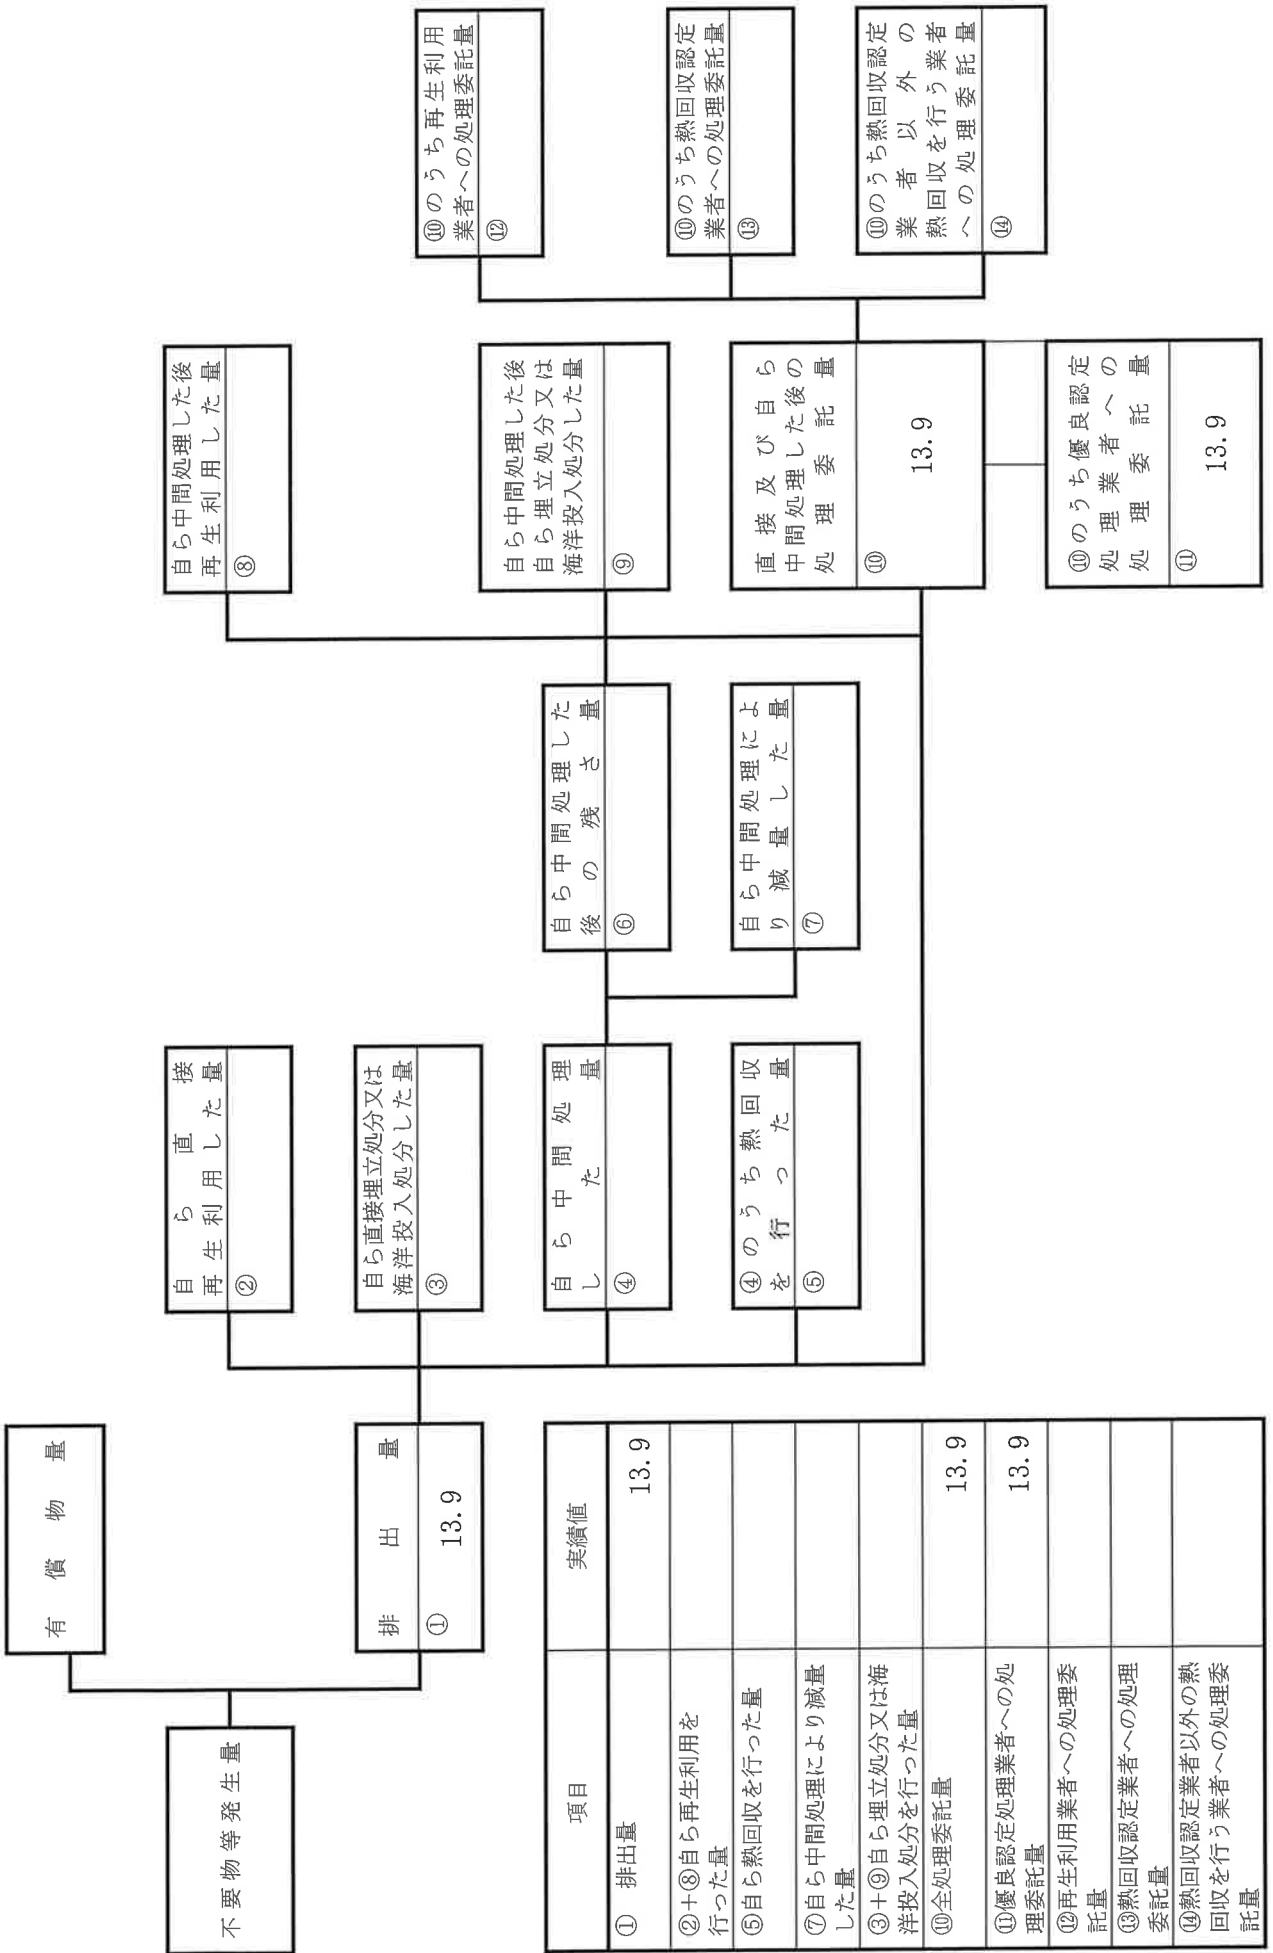 不要物等発生量
有償物量
排出量
①
13.9
自ら直接
再生利用した量
②
自ら直接埋立処分又は
海洋投入処分した量
③
自ら中間処理
した量
④
④のうち熱回収
を行った量
⑤
自ら中間処理した
後の残さ量
⑥
自ら中間処理によ
り減量した量
⑦
自ら中間処理した後
再生利用した量
⑧
自ら中間処理した後
自ら埋立処分又は
海洋投入処分した量
⑨
直接及び自ら
中間処理した後の
処理委託量
⑩
13.9
⑩のうち優良認定
処理業者への
処理委託量
⑪
13.9
⑩のうち再生利用
業者への処理委託量
⑫
⑩のうち熱回収認定
業者への処理委託量
⑬
⑩のうち熱回収認定
業者以外の
熱回収を行う業者
への処理委託量
⑭
項目 実績値
① 排出量 13.9
②+⑧自ら再生利用を
行った量
⑤自ら熱回収を行った量
⑦自ら中間処理により減量
した量
③+⑨自ら埋立処分又は海
洋投入処分を行った量
⑩全処理委託量 13.9
⑪優良認定処理業者への処
理委託量 13.9
⑫再生利用業者への処理委
託量
⑬熱回収認定業者への処理
委託量
⑭熱回収認定業者以外の熱
回収を行う業者への処理委
託量